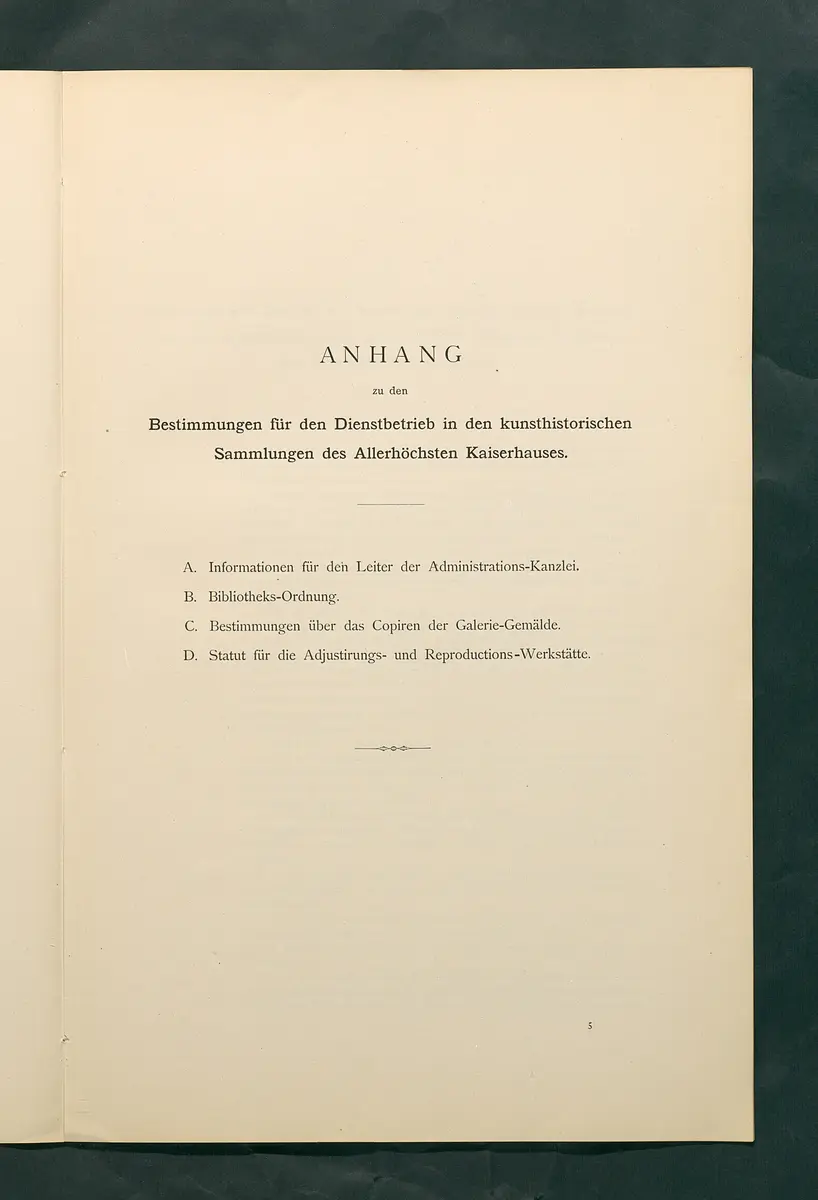 ANHANG
zu den
Bestimmungen für den Dienstbetrieb in den kunsthistorischen
Sammlungen des Allerhöchsten Kaiserhauses.
A. Informationen für den Leiter der Administrations-Kanzlei.
B. Bibliotheks-Ordnung.
C. Bestimmungen über das Copiren der Galerie-Gemälde.
D. Statut für die Adjustirungs- und Reproductions-Werkstätte.
5